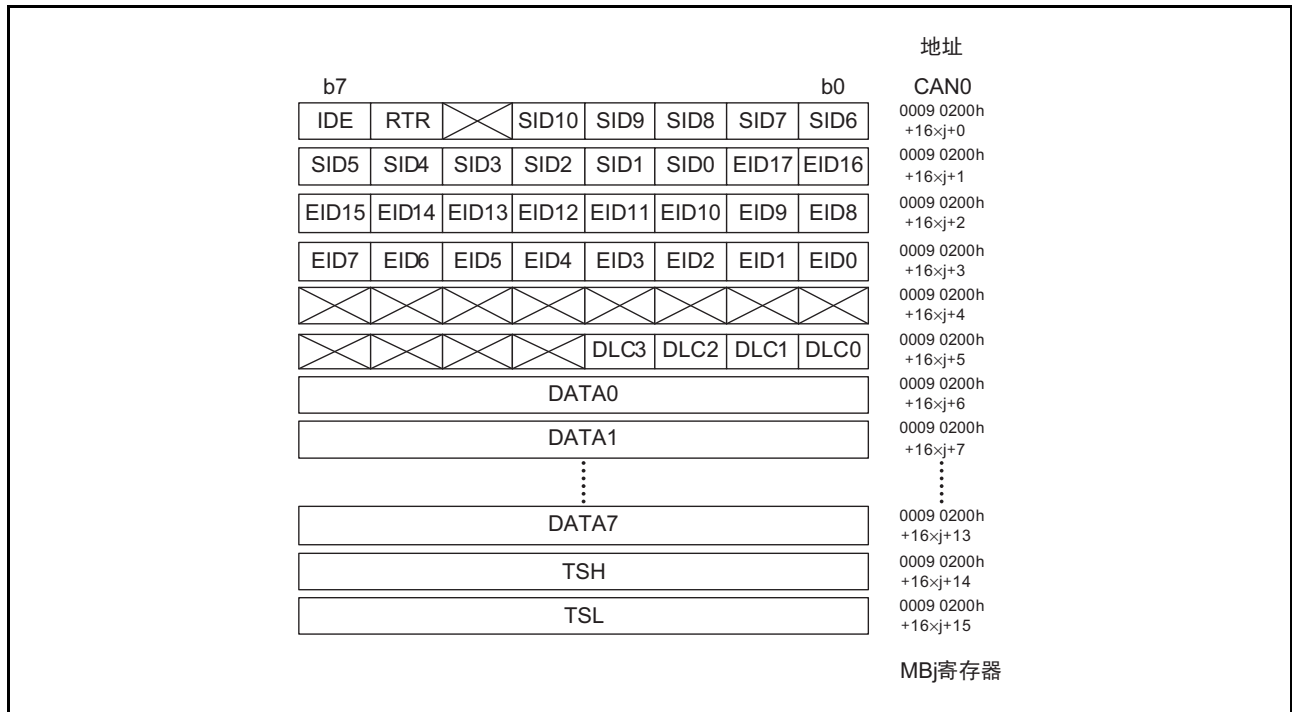 地址
b7 b0 CAN0
IDE RTR SID10 SID9 SID8 SID7 SID6 0009 0200h
+16×j+0
SID5 SID4 SID3 SID2 SID1 SID0 EID17 EID16 0009 0200h
+16×j+1
EID15 EID14 EID13 EID12 EID11 EID10 EID9 EID8 0009 0200h
+16×j+2
EID7 EID6 EID5 EID4 EID3 EID2 EID1 EID0 0009 0200h
+16×j+3
0009 0200h
+16×j+4
DLC3 DLC2 DLC1 DLC0 0009 0200h
+16×j+5
DATA0 0009 0200h
+16×j+6
DATA1 0009 0200h
+16×j+7
DATA7 0009 0200h
+16×j+13
TSH 0009 0200h
+16×j+14
TSL 0009 0200h
+16×j+15
MBj寄存器